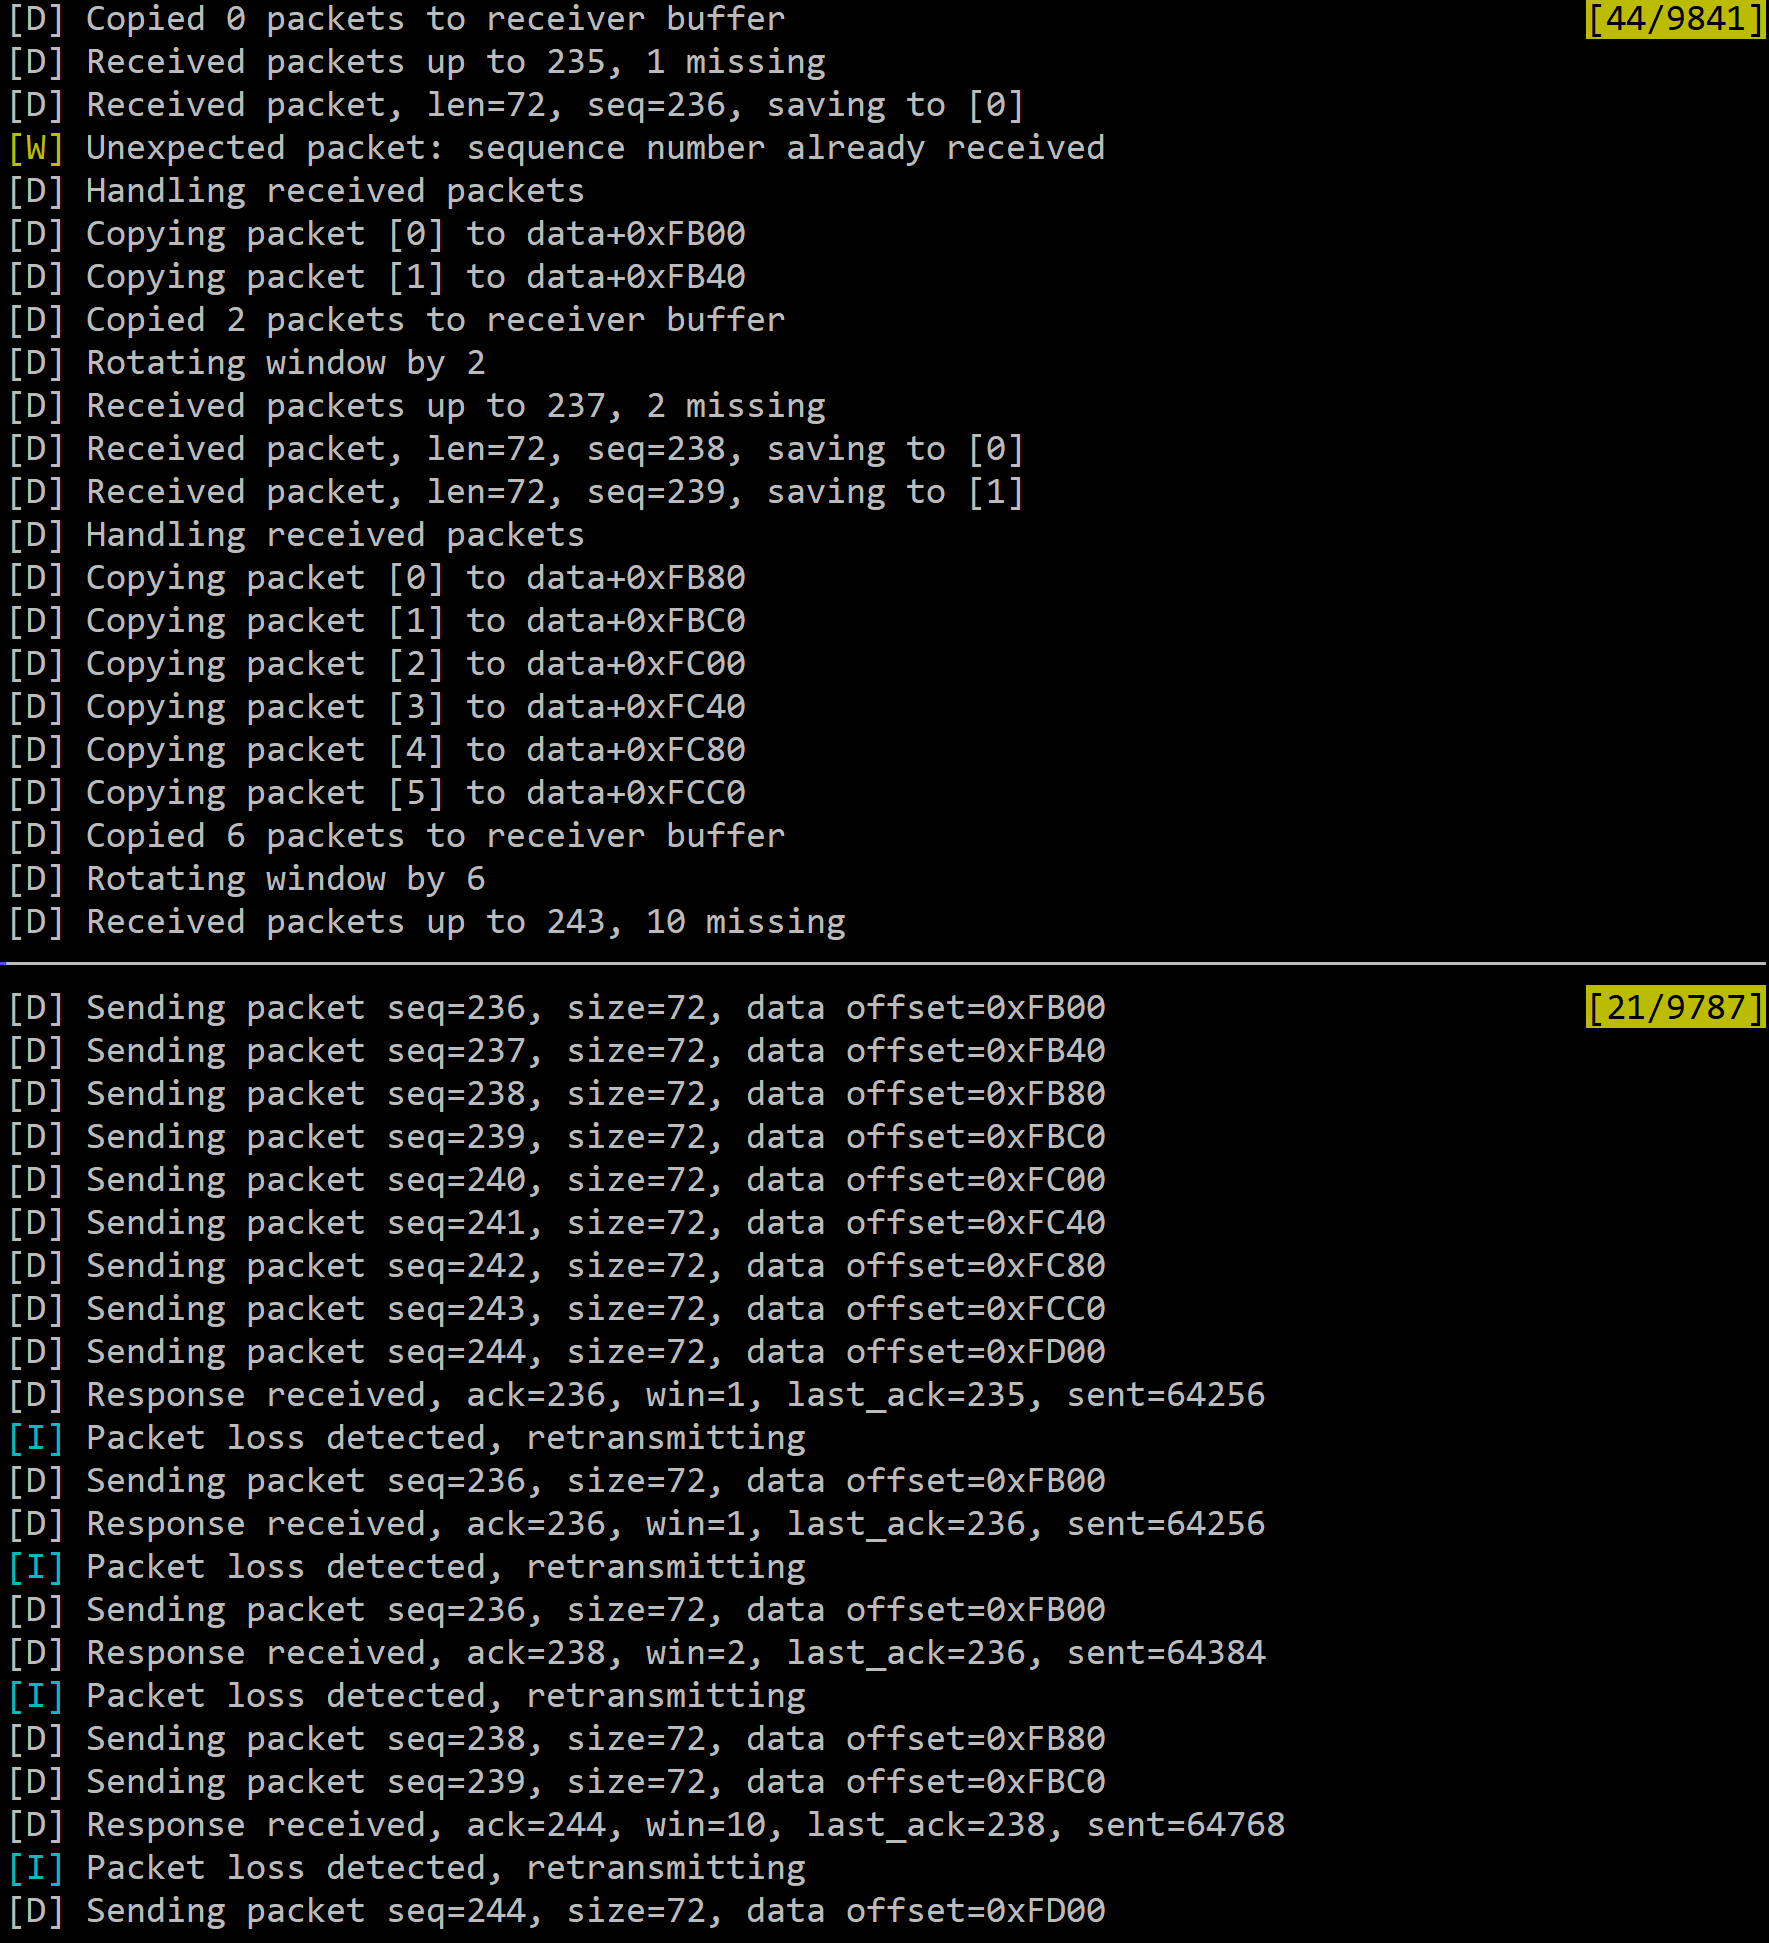 [D] Copied 0 packets to receiver buffer [44/9841]
[D] Received packets up to 235, 1 missing
[D] Received packet, len=72, seq=236, saving to [0]
[W] Unexpected packet: sequence number already received
[D] Handling received packets
[D] Copying packet [0] to data+0xFB00
[D] Copying packet [1] to data+0xFB40
[D] Copied 2 packets to receiver buffer
[D] Rotating window by 2
[D] Received packets up to 237, 2 missing
[D] Received packet, len=72, seq=238, saving to [0]
[D] Received packet, len=72, seq=239, saving to [1]
[D] Handling received packets
[D] Copying packet [0] to data+0xFB80
[D] Copying packet [1] to data+0xFBC0
[D] Copying packet [2] to data+0xFC00
[D] Copying packet [3] to data+0xFC40
[D] Copying packet [4] to data+0xFC80
[D] Copying packet [5] to data+0xFCC0
[D] Copied 6 packets to receiver buffer
[D] Rotating window by 6
[D] Received packets up to 243, 10 missing
[D] Sending packet seq=236, size=72, data offset=0xFB00 [21/9787]
[D] Sending packet seq=237, size=72, data offset=0xFB40
[D] Sending packet seq=238, size=72, data offset=0xFB80
[D] Sending packet seq=239, size=72, data offset=0xFBC0
[D] Sending packet seq=240, size=72, data offset=0xFC00
[D] Sending packet seq=241, size=72, data offset=0xFC40
[D] Sending packet seq=242, size=72, data offset=0xFC80
[D] Sending packet seq=243, size=72, data offset=0xFCC0
[D] Sending packet seq=244, size=72, data offset=0xFD00
[D] Response received, ack=236, win=1, last_ack=235, sent=64256
[I] Packet loss detected, retransmitting
[D] Sending packet seq=236, size=72, data offset=0xFB00
[D] Response received, ack=236, win=1, last_ack=236, sent=64256
[I] Packet loss detected, retransmitting
[D] Sending packet seq=236, size=72, data offset=0xFB00
[D] Response received, ack=238, win=2, last_ack=236, sent=64384
[I] Packet loss detected, retransmitting
[D] Sending packet seq=238, size=72, data offset=0xFB80
[D] Sending packet seq=239, size=72, data offset=0xFBC0
[D] Response received, ack=244, win=10, last_ack=238, sent=64768
[I] Packet loss detected, retransmitting
[D] Sending packet seq=244, size=72, data offset=0xFD00